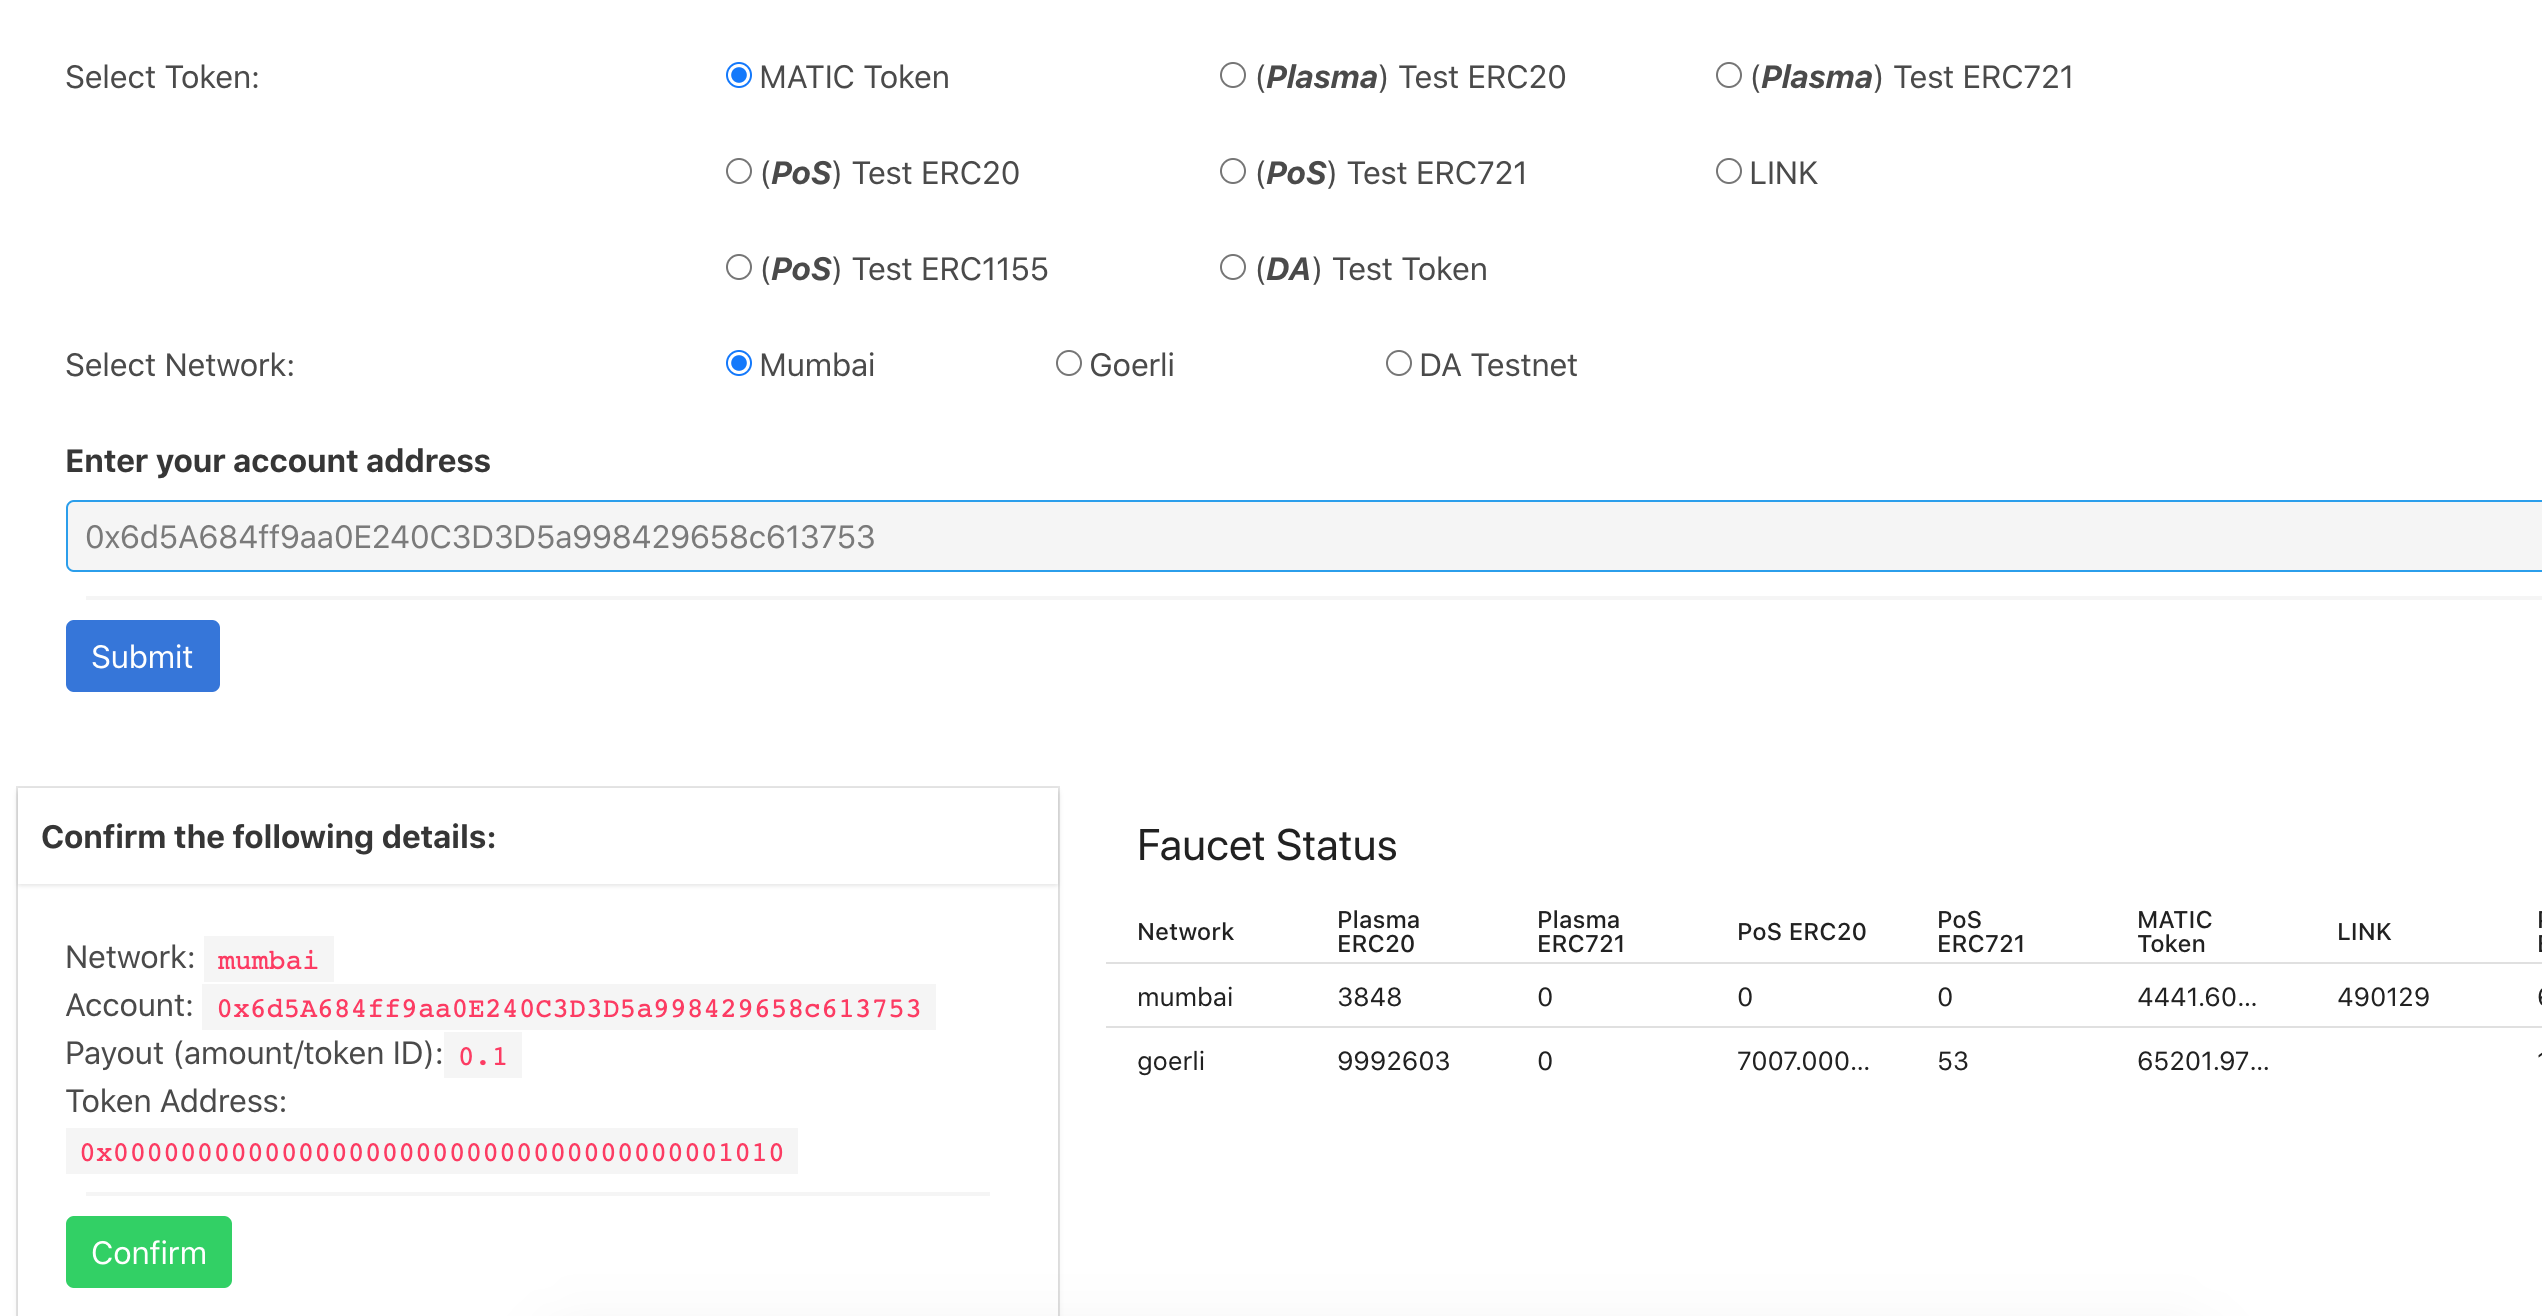 Select Token: MATIC Token (Plasma) Test ERC20 (Plasma) Test ERC721
(PoS) Test ERC20 (PoS) Test ERC721 LINK
(PoS) Test ERC1155 (DA) Test Token
Select Network: Mumbai Goerli DA Testnet
Enter your account address
0x6d5A684ff9aa0E240C3D3D5a998429658c613753
Submit
Confirm the following details:
Network: mumbai
Account: 0x6d5A684ff9aa0E240C3D3D5a998429658c613753
Payout (amount/token ID): 0.1
Token Address:
0x0000000000000000000000000000000000001010
Confirm
Faucet Status
Network Plasma ERC20 Plasma ERC721 PoS ERC20 PoS ERC721 MATIC Token LINK
mumbai 3848 0 0 0 4441.60... 490129
goerli 9992603 0 7007.000... 53 65201.97...